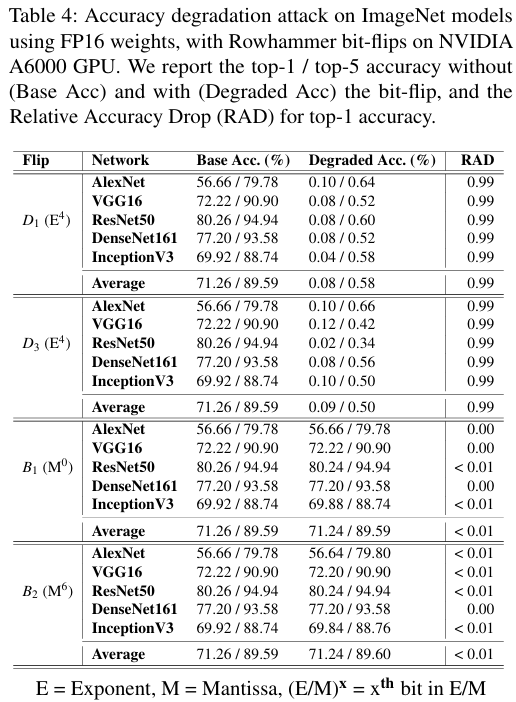 Table 4: Accuracy degradation attack on ImageNet models
using FP16 weights, with Rowhammer bit-flips on NVIDIA
A6000 GPU. We report the top-1 / top-5 accuracy without
(Base Acc) and with (Degraded Acc) the bit-flip, and the
Relative Accuracy Drop (RAD) for top-1 accuracy.
Flip Network Base Acc. (%) Degraded Acc. (%) RAD
AlexNet 56.66 / 79.78 0.10 / 0.64 0.99
VGG16 72.22 / 90.90 0.08 / 0.52 0.99
D₁ (E⁴) ResNet50 80.26 / 94.94 0.08 / 0.60 0.99
DenseNet161 77.20 / 93.58 0.08 / 0.52 0.99
InceptionV3 69.92 / 88.74 0.04 / 0.58 0.99
Average 71.26 / 89.59 0.08 / 0.58 0.99
AlexNet 56.66 / 79.78 0.10 / 0.66 0.99
VGG16 72.22 / 90.90 0.12 / 0.42 0.99
D₃ (E⁴) ResNet50 80.26 / 94.94 0.02 / 0.34 0.99
DenseNet161 77.20 / 93.58 0.08 / 0.56 0.99
InceptionV3 69.92 / 88.74 0.10 / 0.50 0.99
Average 71.26 / 89.59 0.09 / 0.50 0.99
AlexNet 56.66 / 79.78 56.66 / 79.78 0.00
VGG16 72.22 / 90.90 72.22 / 90.90 0.00
B₁ (M⁰) ResNet50 80.26 / 94.94 80.24 / 94.94 < 0.01
DenseNet161 77.20 / 93.58 77.20 / 93.58 0.00
InceptionV3 69.92 / 88.74 69.88 / 88.74 < 0.01
Average 71.26 / 89.59 71.24 / 89.59 < 0.01
AlexNet 56.66 / 79.78 56.64 / 79.80 < 0.01
VGG16 72.22 / 90.90 72.20 / 90.90 < 0.01
B₂ (M⁶) ResNet50 80.26 / 94.94 80.24 / 94.94 < 0.01
DenseNet161 77.20 / 93.58 77.20 / 93.58 0.00
InceptionV3 69.92 / 88.74 69.84 / 88.76 < 0.01
Average 71.26 / 89.59 71.24 / 89.60 < 0.01
E = Exponent, M = Mantissa, (E/M)ˣ = xᵗʰ bit in E/M